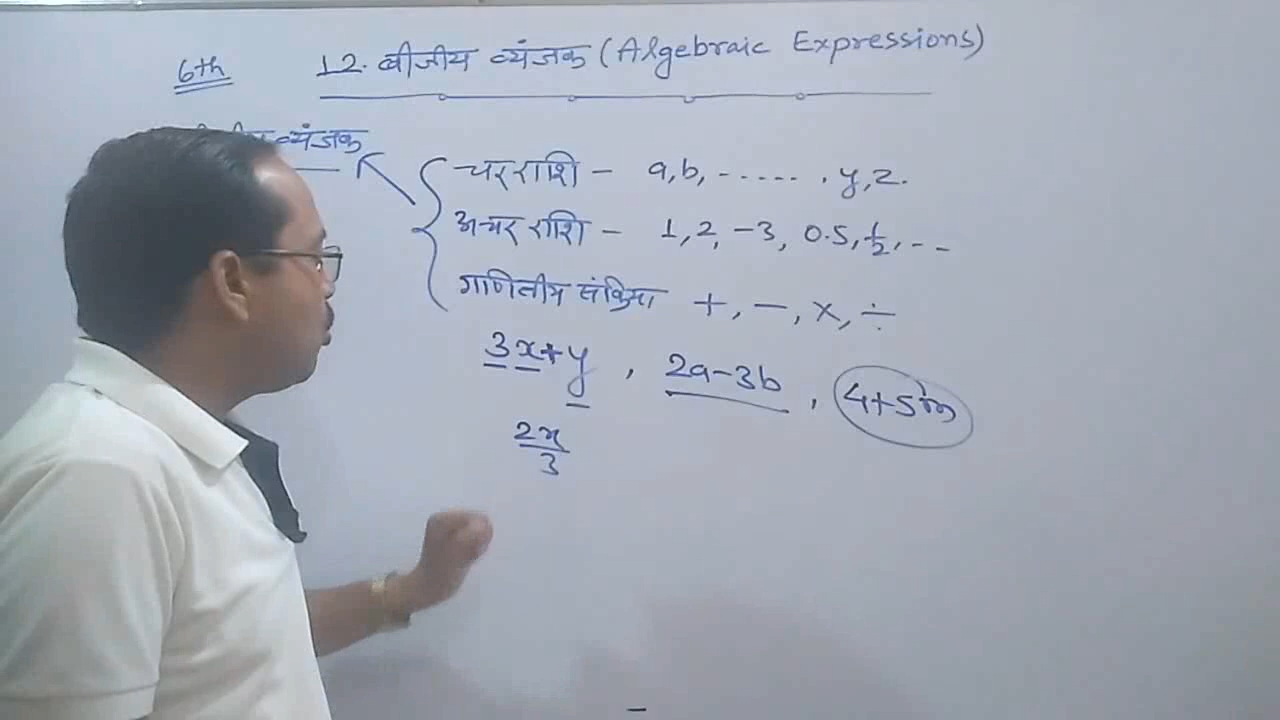 6th 12. बीजीय व्यंजक (Algebraic Expressions)
व्यंजक
चर राशि - a, b, ...... , y, z.
अचर राशि - 1, 2, -3, 0.5, 1/2, --
गणितीय संक्रिया +, -, ×, ÷
3x+y , 2a-3b , 4+5m
2x/3